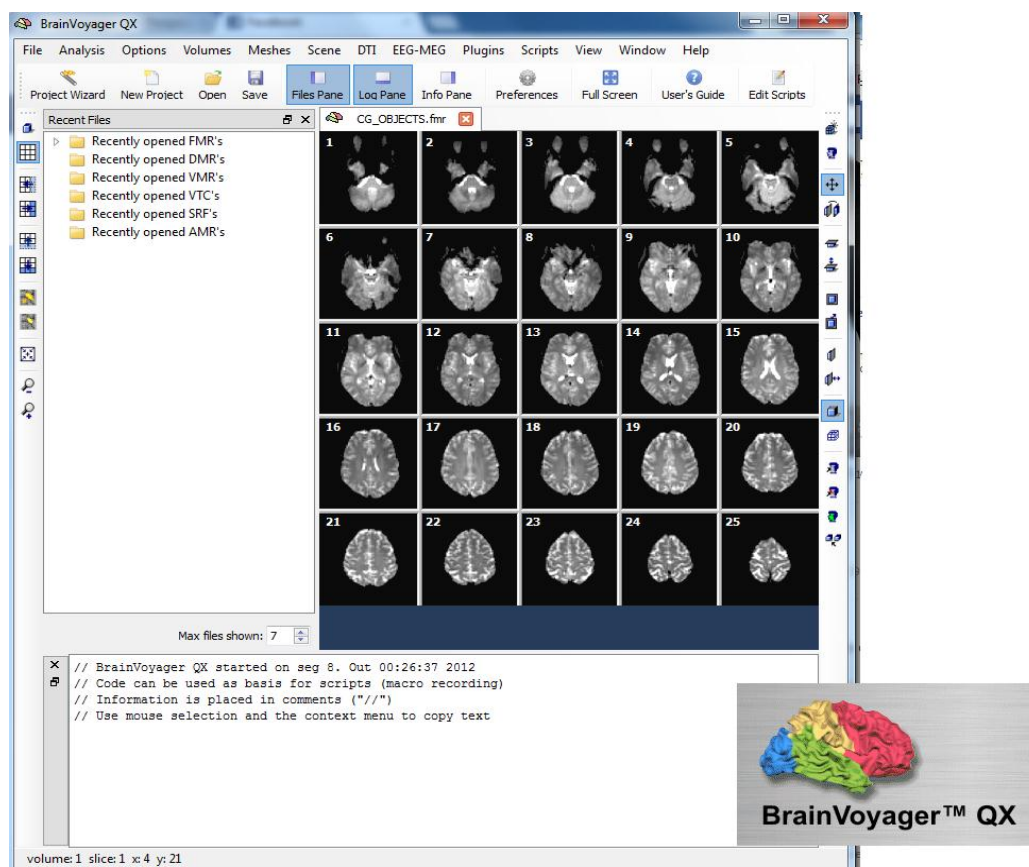 BrainVoyager QX
File Analysis Options Volumes Meshes Scene DTI EEG-MEG Plugins Scripts View Window Help
Project Wizard New Project Open Save Files Pane Log Pane Info Pane Preferences Full Screen User's Guide Edit Scripts
Recent Files
CG_OBJECTS.fmr
Recently opened FMR's
Recently opened DMR's
Recently opened VMR's
Recently opened VTC's
Recently opened SRF's
Recently opened AMR's
1 2 3 4 5
6 7 8 9 10
11 12 13 14 15
16 17 18 19 20
21 22 23 24 25
Max files shown: 7
// BrainVoyager QX started on seg 8. Out 00:26:37 2012
// Code can be used as basis for scripts (macro recording)
// Information is placed in comments ("//")
// Use mouse selection and the context menu to copy text
BrainVoyager™ QX
volume: 1 slice: 1 x: 4 y: 21